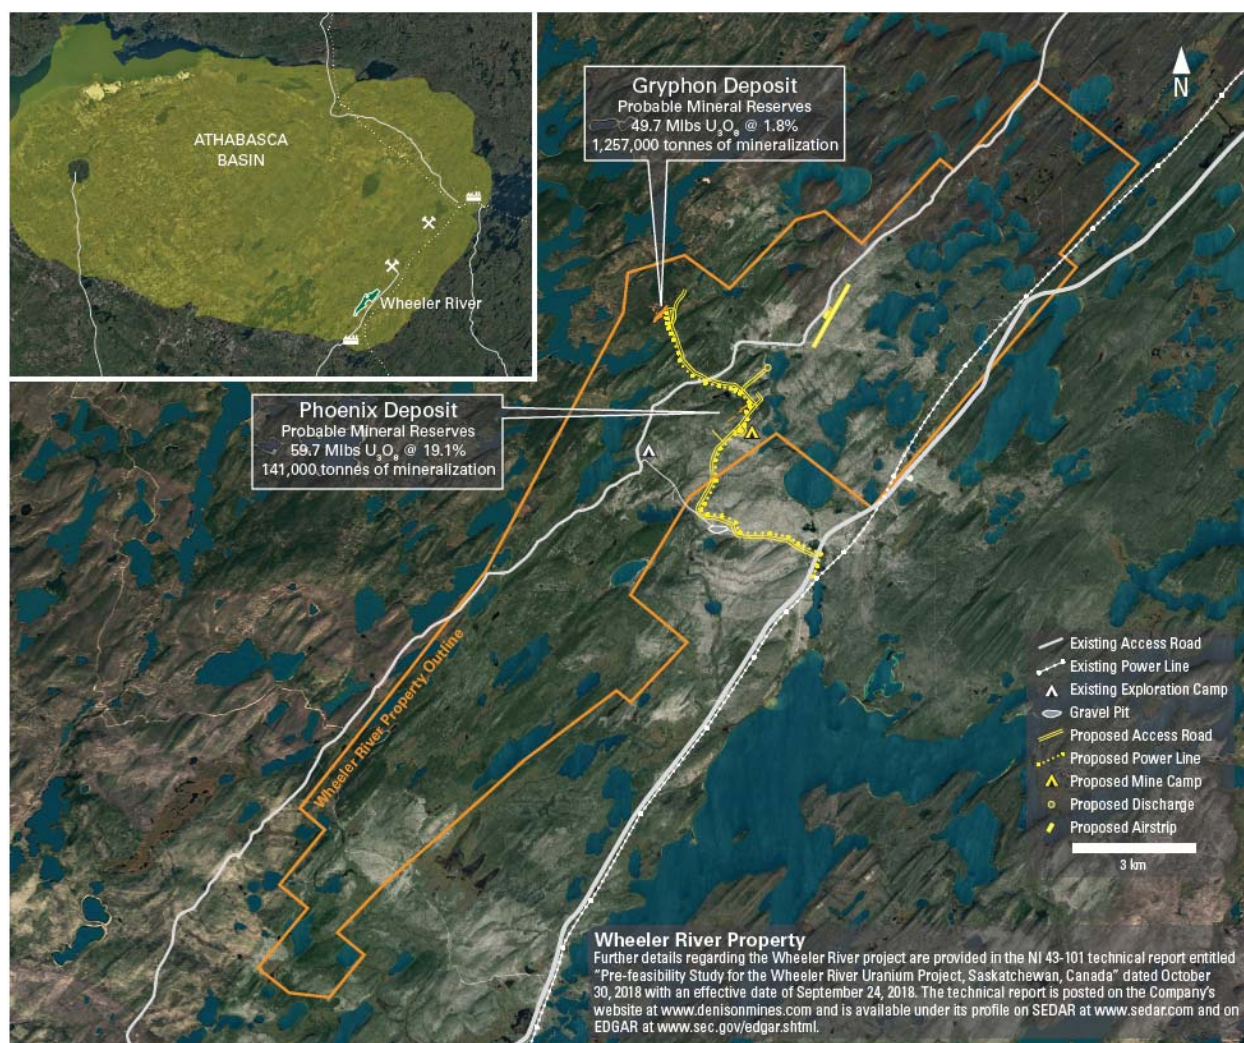 ATHABASCA
BASIN
Wheeler River
Gryphon Deposit
Probable Mineral Reserves
49.7 Mlbs U₃O₈ @ 1.8%
1,257,000 tonnes of mineralization
N
Phoenix Deposit
Probable Mineral Reserves
59.7 Mlbs U₃O₈ @ 19.1%
141,000 tonnes of mineralization
Wheeler River Property Outline
Existing Access Road
Existing Power Line
Existing Exploration Camp
Gravel Pit
Proposed Access Road
Proposed Power Line
Proposed Mine Camp
Proposed Discharge
Proposed Airstrip
3 km
Wheeler River Property
Further details regarding the Wheeler River project are provided in the NI 43-101 technical report entitled
"Pre-feasibility Study for the Wheeler River Uranium Project, Saskatchewan, Canada" dated October
30, 2018 with an effective date of September 24, 2018. The technical report is posted on the Company's
website at www.denisonmines.com and is available under its profile on SEDAR at www.sedar.com and on
EDGAR at www.sec.gov/edgar.shtml.